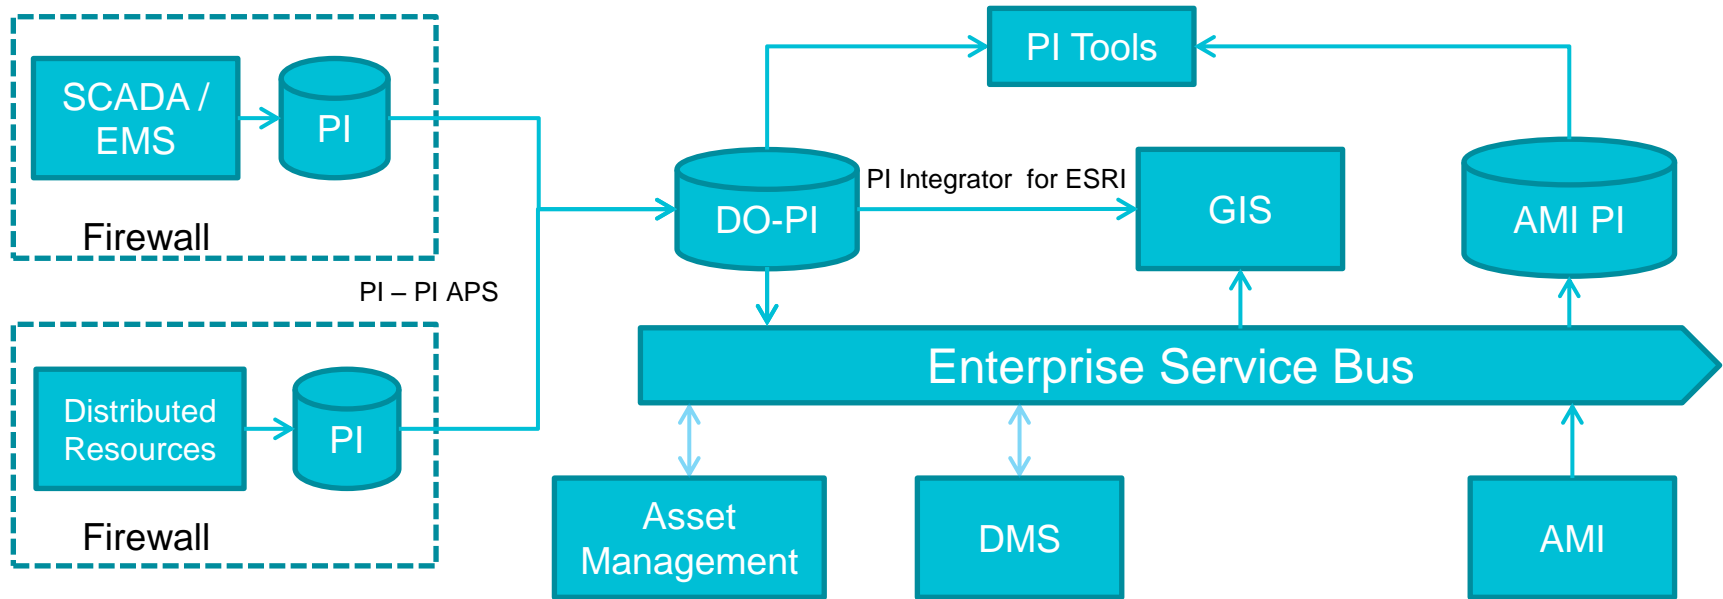 SCADA /
EMS
PI
Firewall
PI – PI APS
Distributed
Resources
PI
Firewall
PI Tools
DO-PI
PI Integrator  for ESRI
GIS
AMI PI
Enterprise Service Bus
Asset
Management
DMS
AMI